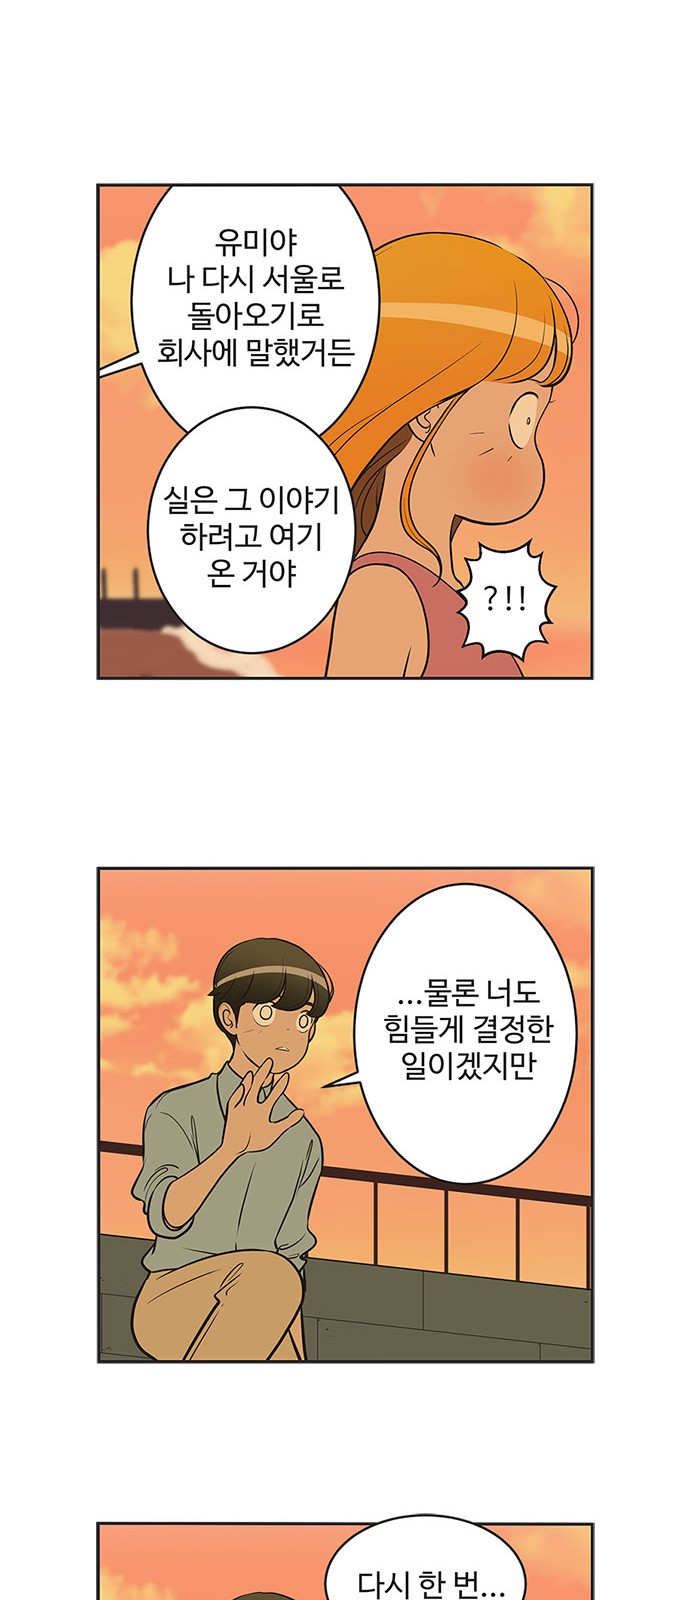 유미야
나 다시 서울로
돌아오기로
회사에 말했거든
실은 그 이야기
하려고 여기
온 거야
?!!
...물론 너도
힘들게 결정한
일이겠지만
다시 한 번...